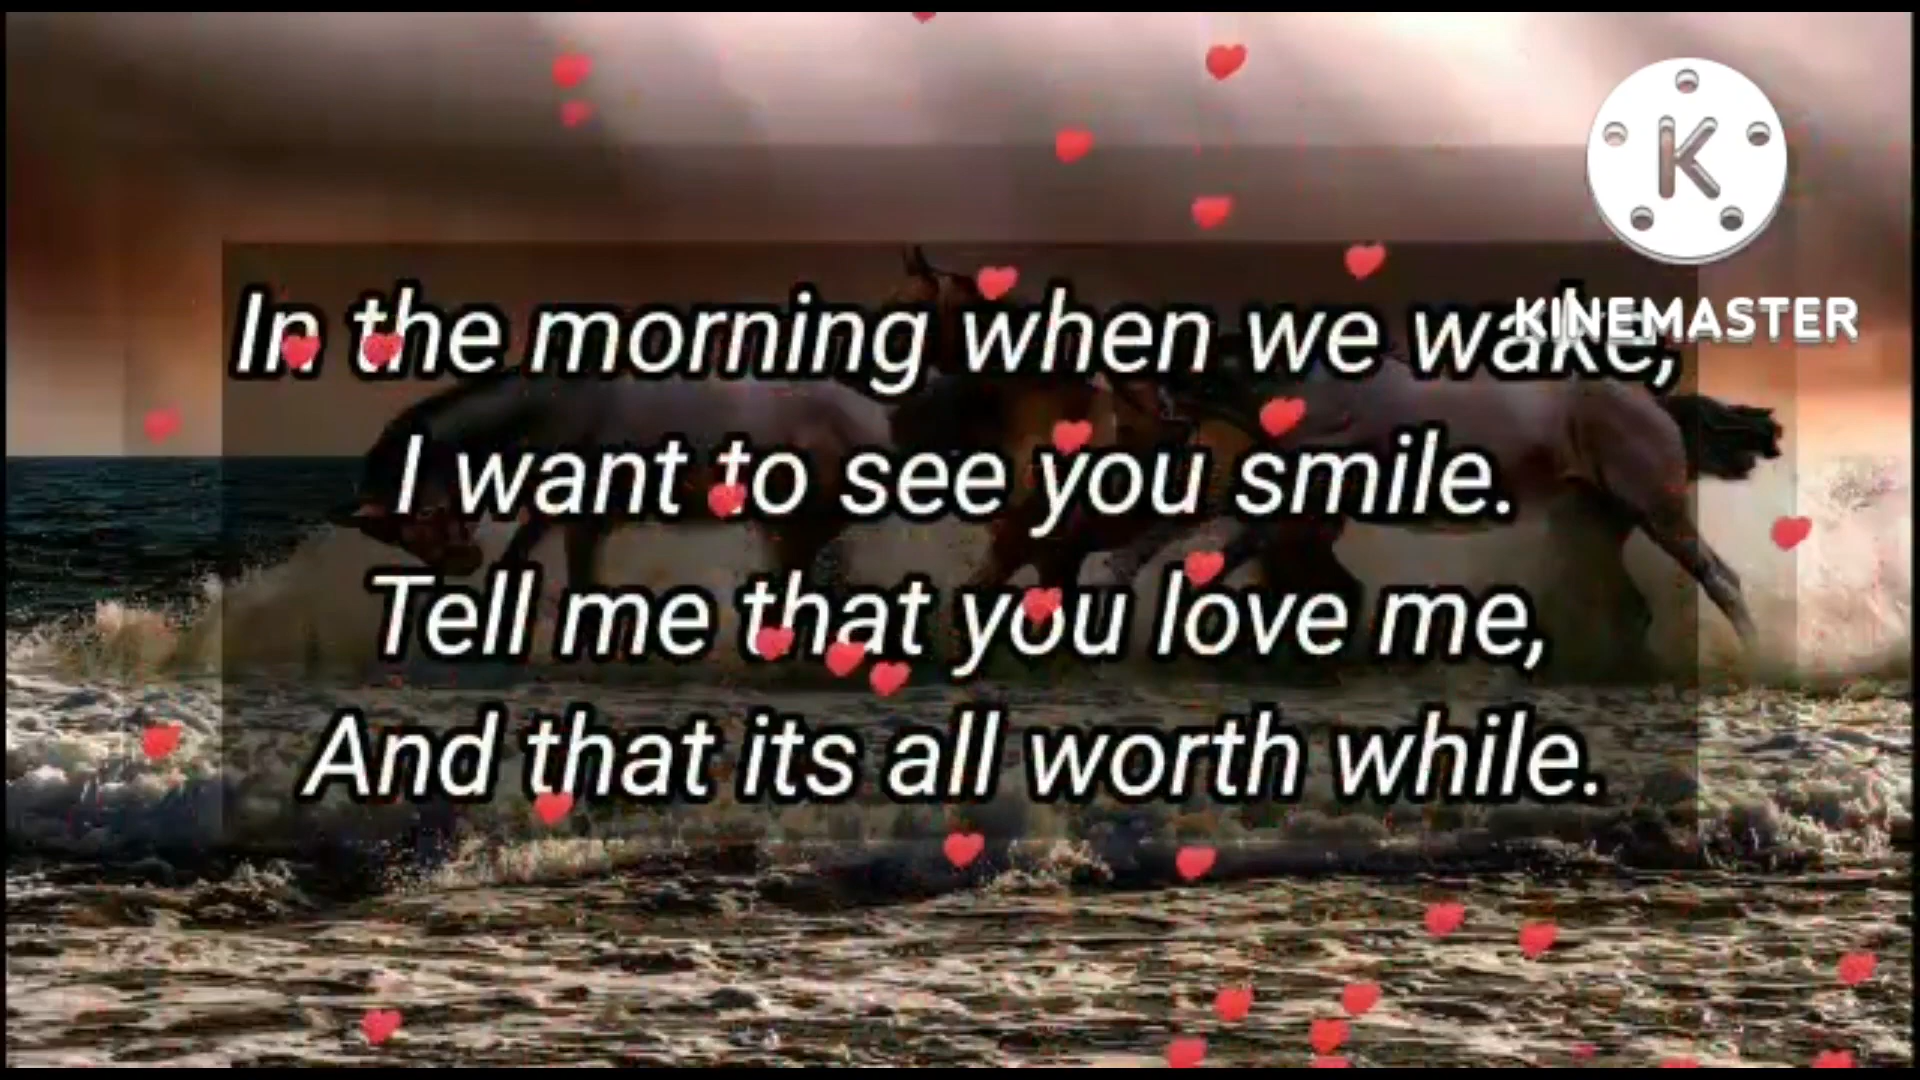 K
KINEMASTER
In the morning when we wake,
I want to see you smile.
Tell me that you love me,
And that its all worth while.